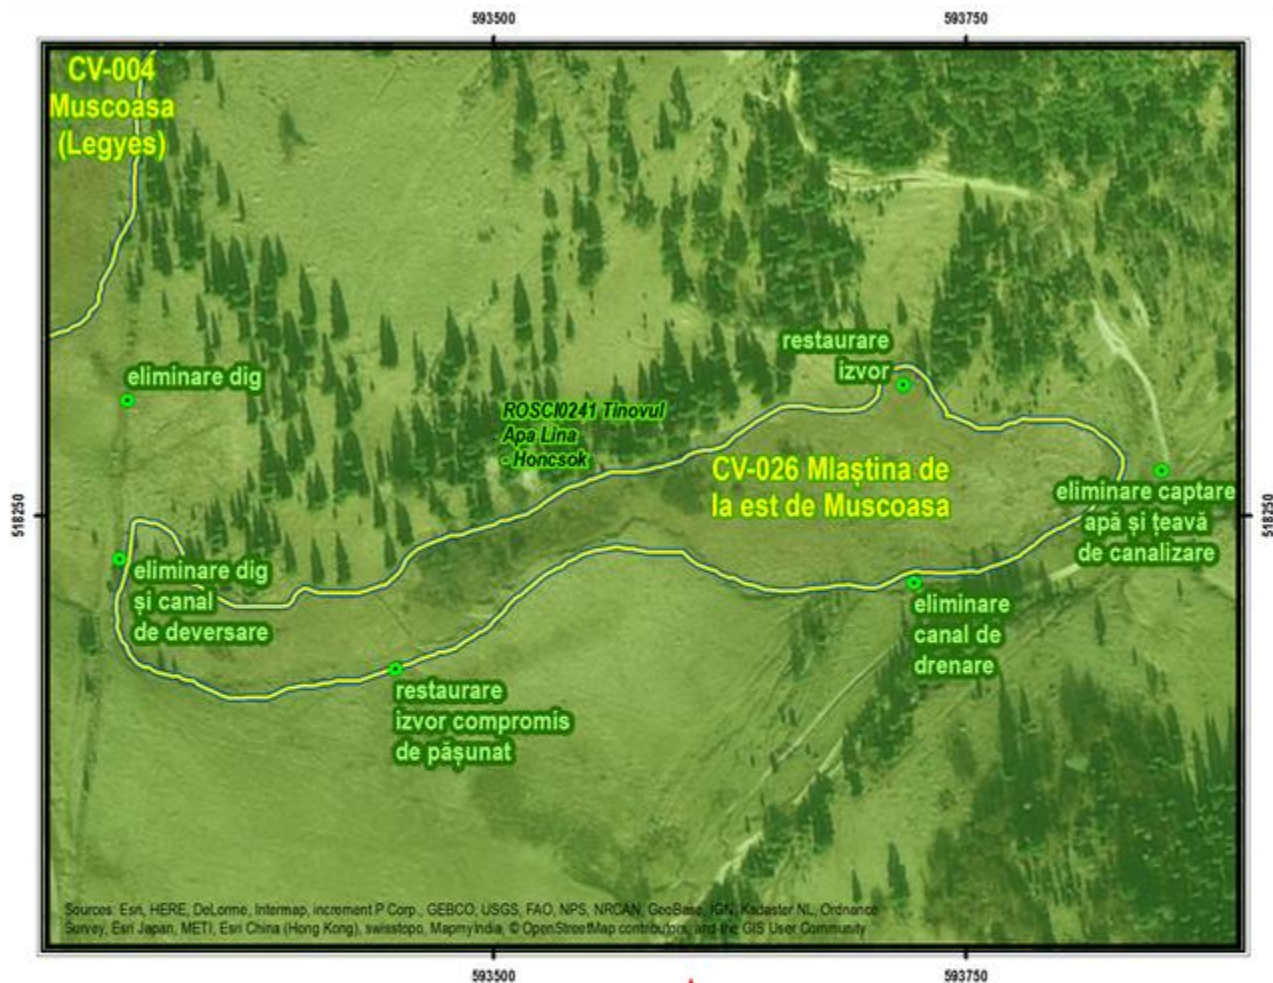 593500
593750
CV-004
Muscoasa
(Legyes)
restaurare
izvor
eliminare dig
ROSCI0241 Tinovul
Apa Lina
- Honcsok
CV-026 Mlaștina de
la est de Muscoasa
eliminare captare
apă și țeavă
de canalizare
518250
518250
eliminare dig
și canal
de deversare
eliminare
canal de
drenare
restaurare
izvor compromis
de pășunat
Sources: Esri, HERE, DeLorme, Intermap, increment P Corp., GEBCO, USGS, FAO, NPS, NRCAN, GeoBase, IGN, Kadaster NL, Ordnance
Survey, Esri Japan, METI, Esri China (Hong Kong), swisstopo, MapmyIndia, © OpenStreetMap contributors, and the GIS User Community
593500
593750